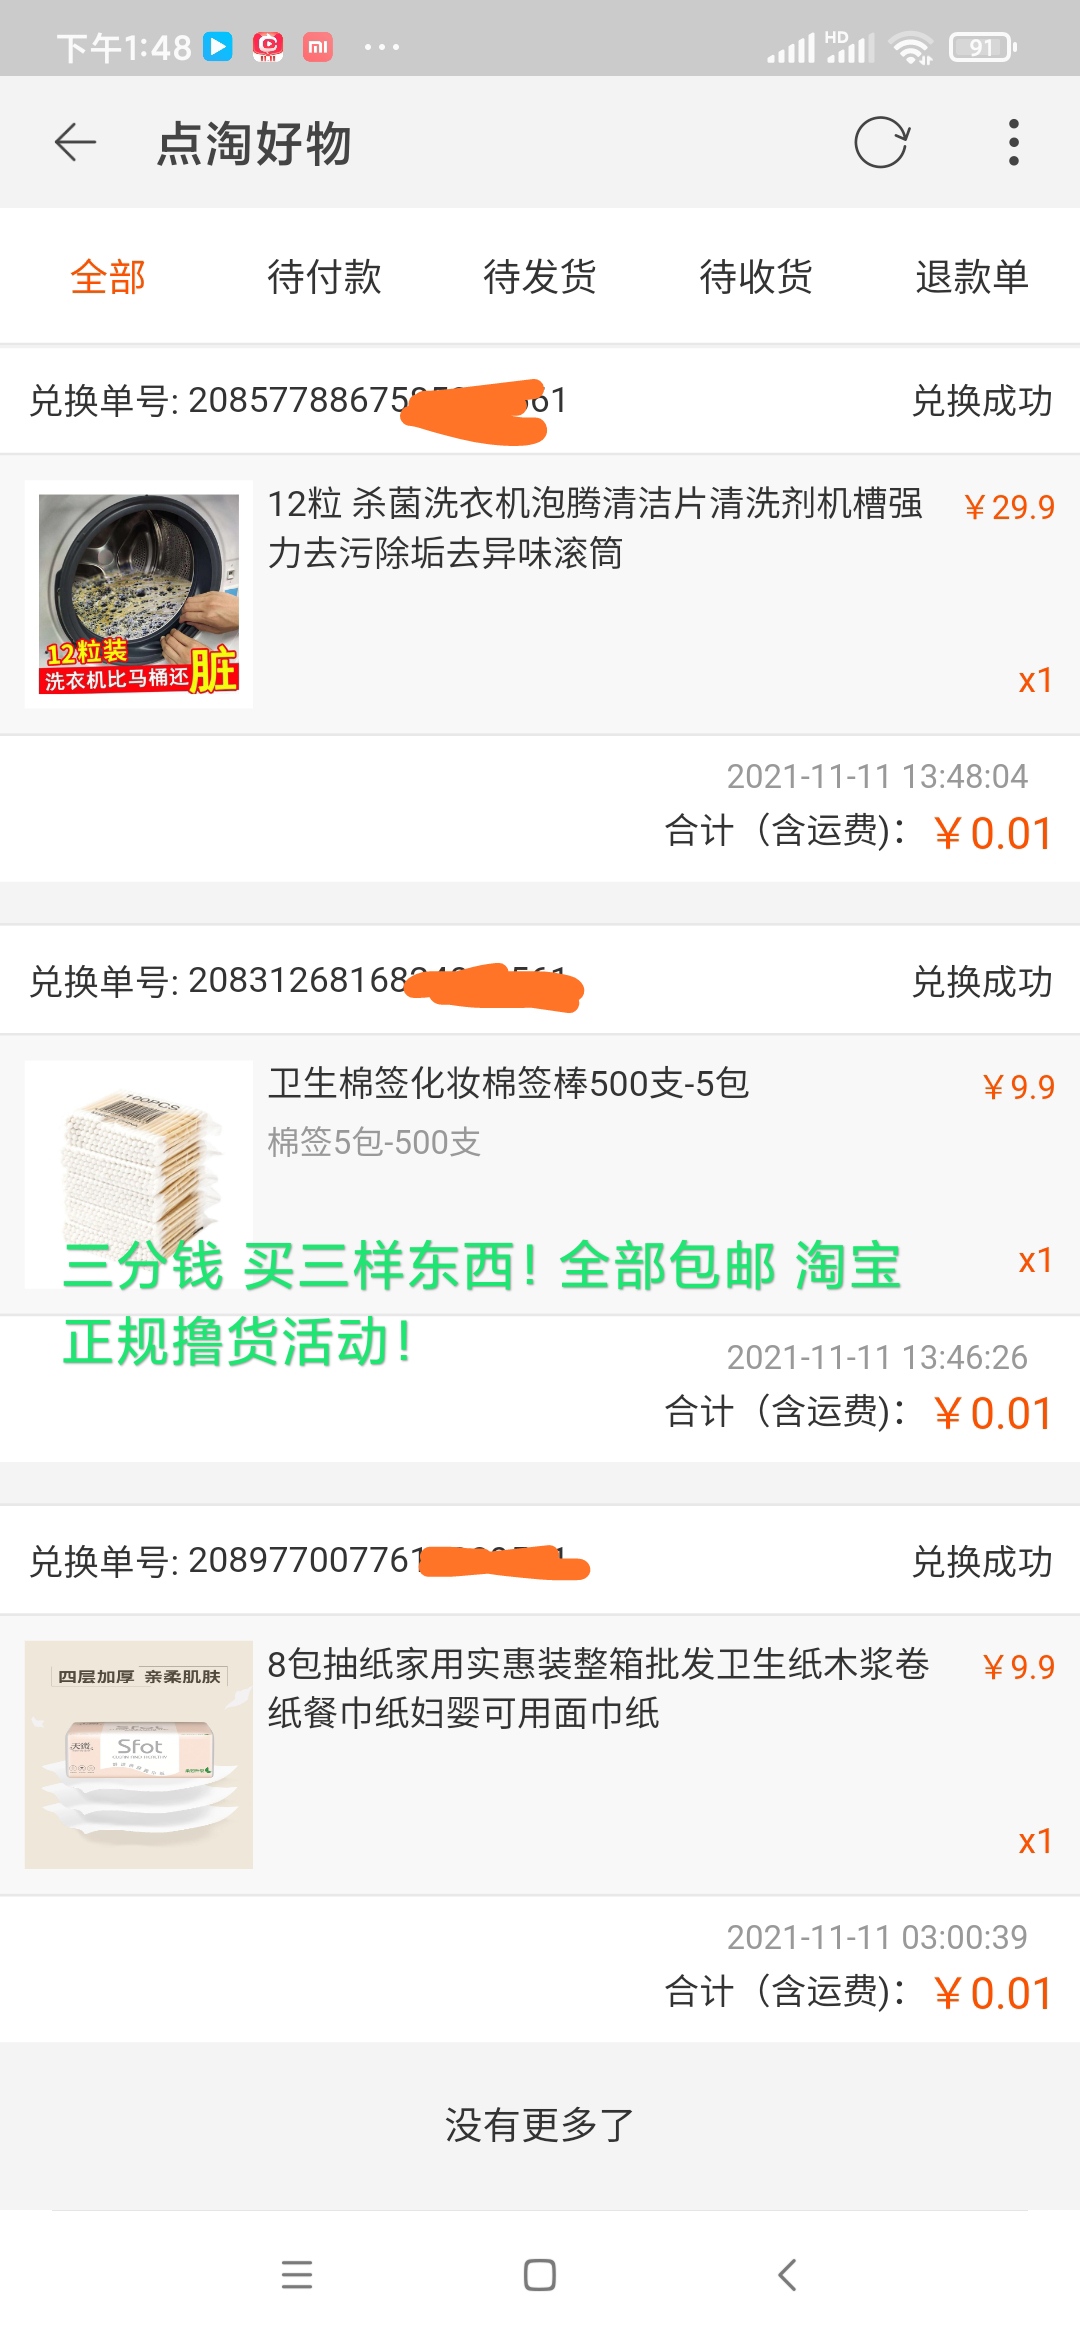 下午1:48
HD
91
点淘好物
全部 待付款 待发货 待收货 退款单
兑换单号: 208577886758 61 兑换成功
12粒 杀菌洗衣机泡腾清洁片清洗剂机槽强 ￥29.9
力去污除垢去异味滚筒
12粒装
洗衣机比马桶还脏
x1
2021-11-11 13:48:04
合计（含运费）：￥0.01
兑换单号: 208312681688 兑换成功
100PCS
卫生棉签化妆棉签棒500支-5包 ￥9.9
棉签5包-500支
x1
三分钱 买三样东西！全部包邮 淘宝
正规撸货活动！
2021-11-11 13:46:26
合计（含运费）：￥0.01
兑换单号: 208977007761 兑换成功
8包抽纸家用实惠装整箱批发卫生纸木浆卷 ￥9.9
纸餐巾纸妇婴可用面巾纸
四层加厚 亲柔肌肤
Sfot
x1
2021-11-11 03:00:39
合计（含运费）：￥0.01
没有更多了